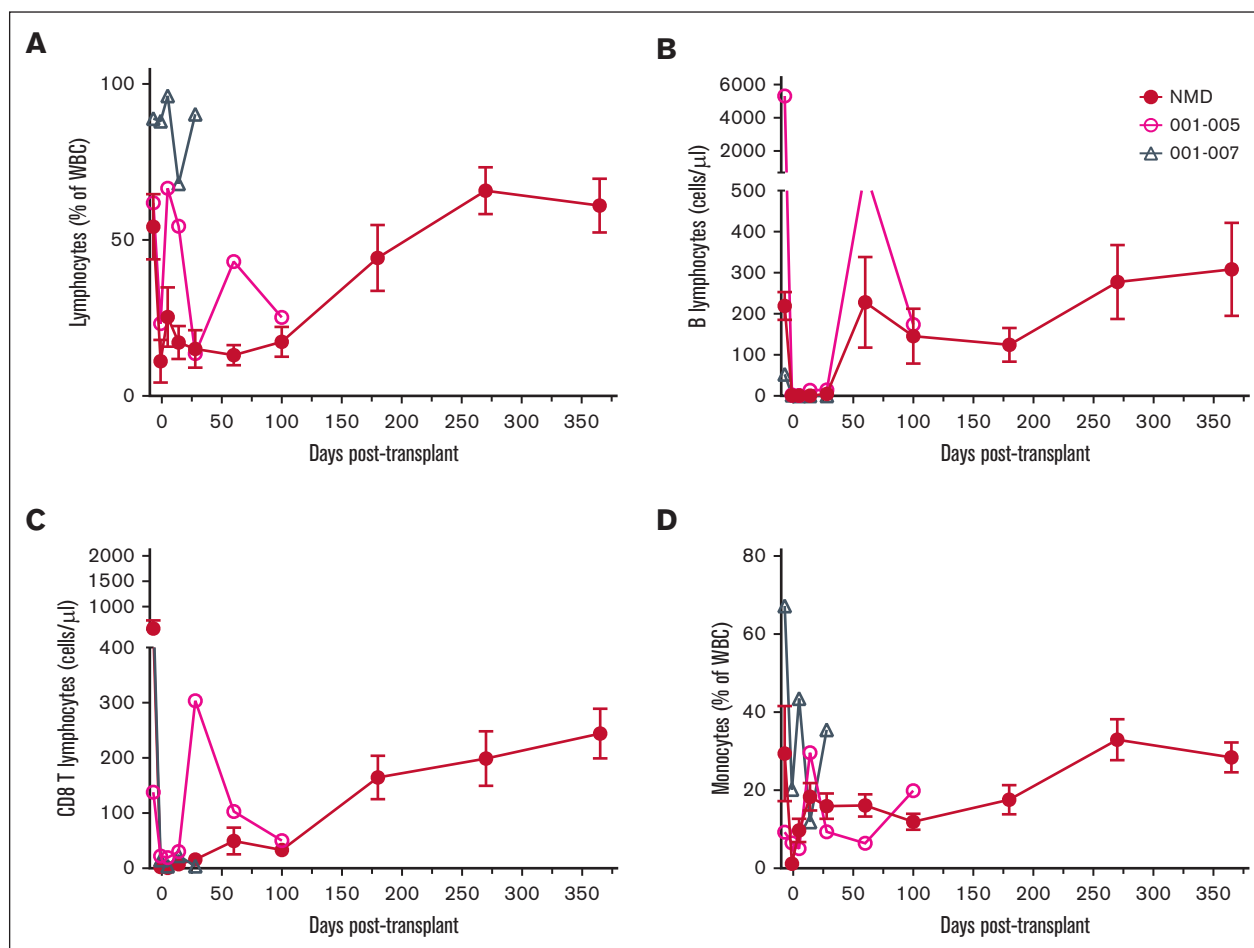 A
Lymphocytes (% of WBC)
100
50
0
0 50 100 150 200 250 300 350
Days post-transplant
B
B lymphocytes (cells/µl)
6000
4000
2000
500
400
300
200
100
0
0 50 100 150 200 250 300 350
Days post-transplant
NMD
001-005
001-007
C
CD8 T lymphocytes (cells/µl)
2000
1500
1000
400
300
200
100
0
0 50 100 150 200 250 300 350
Days post-transplant
D
Monocytes (% of WBC)
80
60
40
20
0
0 50 100 150 200 250 300 350
Days post-transplant